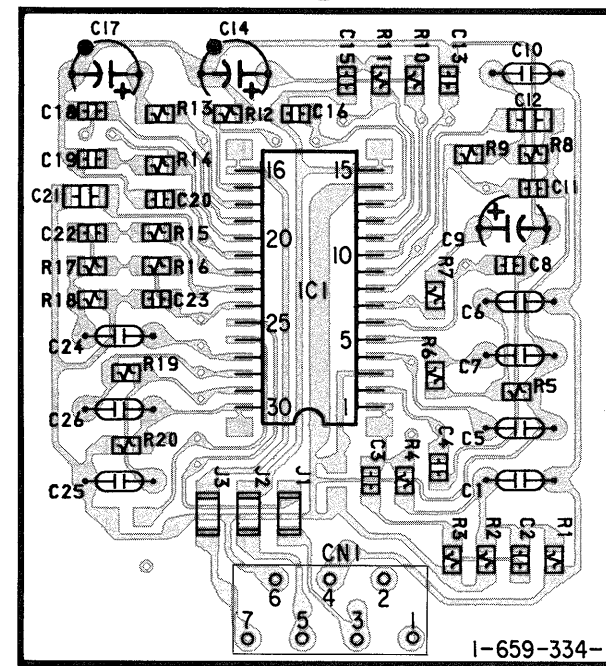 C17 C14 C15 R11 R10 C13 C10
C18 R13 R12 C16 C12
C19 R14 R9 R8
C21 C20 16 15 C11
C22 R15 20 10 C9 C8
R17 R16 IC1 R7
R18 C23 25 5 C6
C24 R19 R6 C7 R5
C26 30 1 C5
R20 C3 R4 C4
C25 J3 J2 J1 C1
R3 R2 C2 R1
CN1
6 4 2
7 5 3 1
1-659-334-